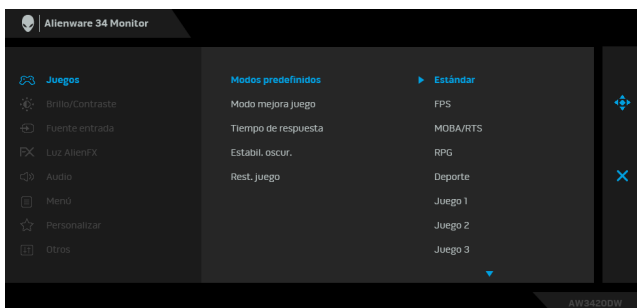 Alienware 34 Monitor
Juegos
Brillo/Contraste
Fuente entrada
FX Luz AlienFX
Audio
Menú
Personalizar
Otros
Modos predefinidos
Modo mejora juego
Tiempo de respuesta
Estabil. oscur.
Rest. juego
Estándar
FPS
MOBA/RTS
RPG
Deporte
Juego 1
Juego 2
Juego 3
AW3420DW